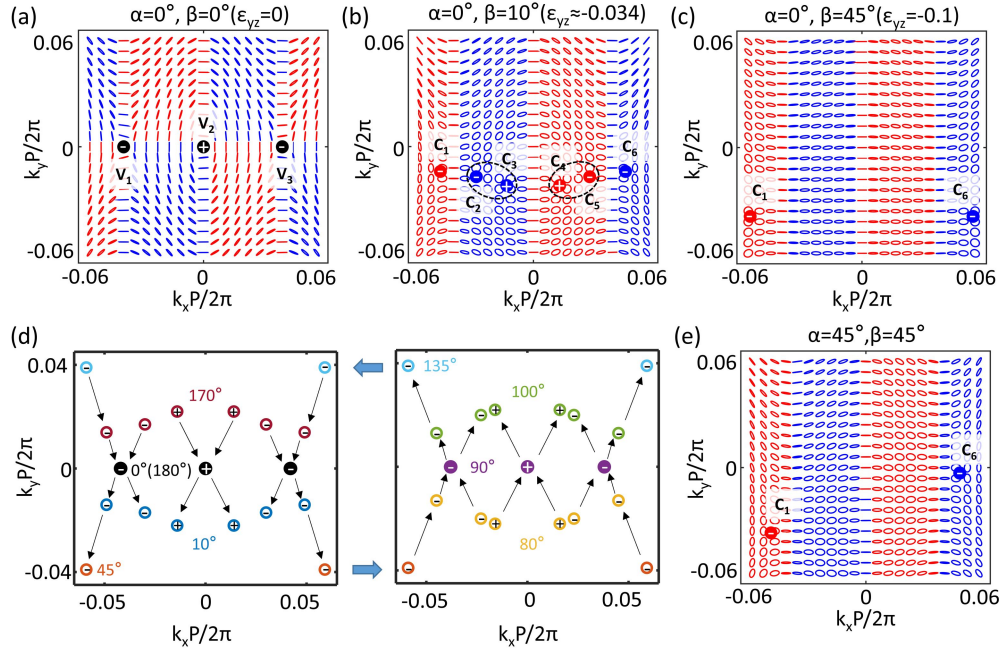 (a)
α=0°, β=0°(ε_yz=0)
0.06
0
-0.06
k_yP/2π
V_2
V_1
V_3
-0.06
0
0.06
k_xP/2π
(b)
α=0°, β=10°(ε_yz≈-0.034)
0.06
0
-0.06
k_yP/2π
C_1
C_3
C_4
C_6
C_2
C_5
-0.06
0
0.06
k_xP/2π
(c)
α=0°, β=45°(ε_yz=-0.1)
0.06
0
-0.06
k_yP/2π
C_1
C_6
-0.06
0
0.06
k_xP/2π
(d)
0.04
0
-0.04
k_yP/2π
170°
0°(180°)
10°
45°
-0.05
0
0.05
k_xP/2π
135°
100°
90°
80°
-0.05
0
0.05
k_xP/2π
(e)
α=45°,β=45°
0.06
0
-0.06
k_yP/2π
C_6
C_1
-0.06
0
0.06
k_xP/2π